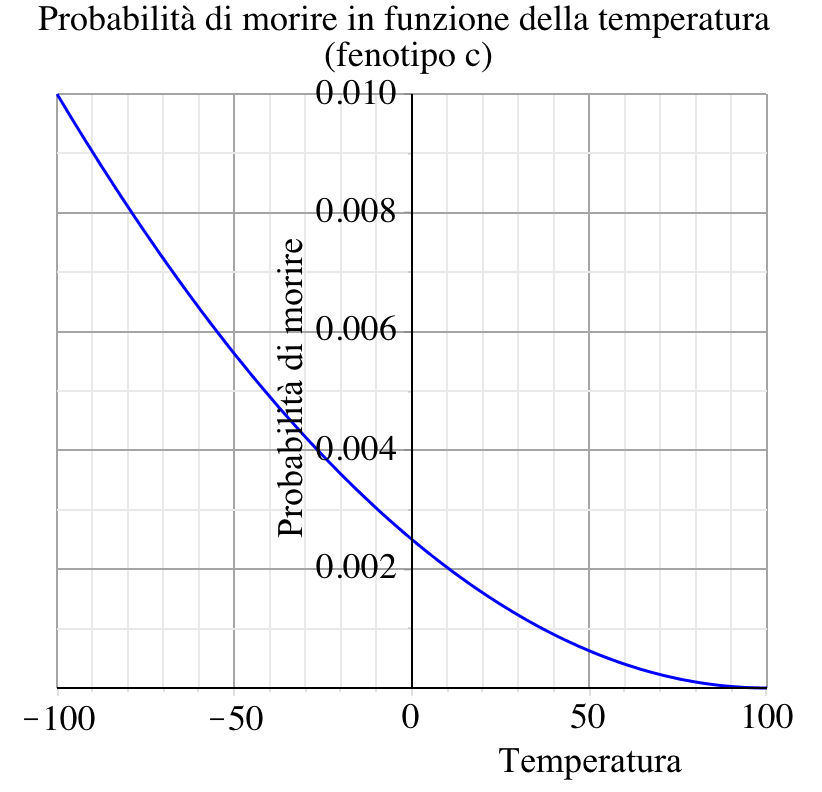 Probabilità di morire in funzione della temperatura
(fenotipo c)
0.010
0.008
0.006
0.004
0.002
Probabilità di morire
−100
−50
0
50
100
Temperatura